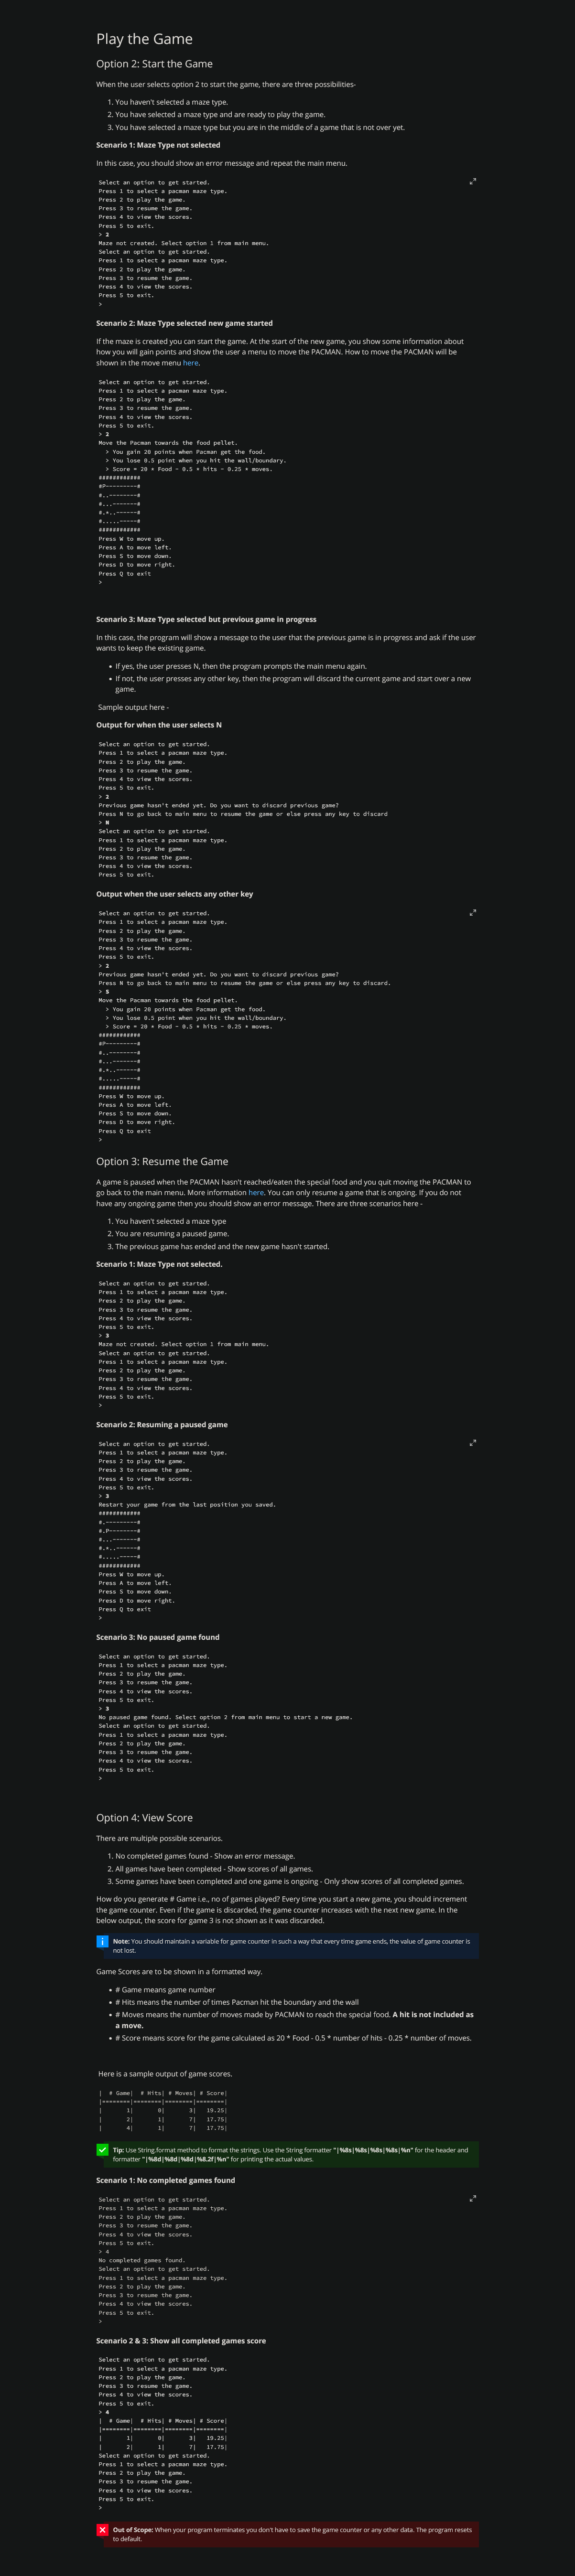 Play the Game
Option 2: Start the Game
When the user selects option 2 to start the game, there are three possibilities-
1. You haven't selected a maze type.
2. You have selected a maze type and are ready to play the game.
3. You have selected a maze type but you are in the middle of a game that is not over yet.
Scenario 1: Maze Type not selected
In this case, you should show an error message and repeat the main menu.
Select an option to get started.
Press 1 to select a pacman maze type.
Press 2 to play the game.
Press 3 to resume the game.
Press 4 to view the scores.
Press 5 to exit.
> 2
Maze not created. Select option 1 from main menu.
Select an option to get started.
Press 1 to select a pacman maze type.
Press 2 to play the game.
Press 3 to resume the game.
Press 4 to view the scores.
Press 5 to exit.
>
Scenario 2: Maze Type selected new game started
If the maze is created you can start the game. At the start of the new game, you show some information about
how you will gain points and show the user a menu to move the PACMAN. How to move the PACMAN will be
shown in the move menu here.
Select an option to get started.
Press 1 to select a pacman maze type.
Press 2 to play the game.
Press 3 to resume the game.
Press 4 to view the scores.
Press 5 to exit.
> 2
Move the Pacman towards the food pellet.
  > You gain 20 points when Pacman get the food.
  > You lose 0.5 point when you hit the wall/boundary.
  > Score = 20 * Food - 0.5 * hits - 0.25 * moves.
############
#P---------#
#..--------#
#...-------#
#.*..------#
#.....-----#
############
Press W to move up.
Press A to move left.
Press S to move down.
Press D to move right.
Press Q to exit
>
Scenario 3: Maze Type selected but previous game in progress
In this case, the program will show a message to the user that the previous game is in progress and ask if the user
wants to keep the existing game.
• If yes, the user presses N, then the program prompts the main menu again.
• If not, the user presses any other key, then the program will discard the current game and start over a new
game.
Sample output here -
Output for when the user selects N
Select an option to get started.
Press 1 to select a pacman maze type.
Press 2 to play the game.
Press 3 to resume the game.
Press 4 to view the scores.
Press 5 to exit.
> 2
Previous game hasn't ended yet. Do you want to discard previous game?
Press N to go back to main menu to resume the game or else press any key to discard
> N
Select an option to get started.
Press 1 to select a pacman maze type.
Press 2 to play the game.
Press 3 to resume the game.
Press 4 to view the scores.
Press 5 to exit.
Output when the user selects any other key
Select an option to get started.
Press 1 to select a pacman maze type.
Press 2 to play the game.
Press 3 to resume the game.
Press 4 to view the scores.
Press 5 to exit.
> 2
Previous game hasn't ended yet. Do you want to discard previous game?
Press N to go back to main menu to resume the game or else press any key to discard.
> S
Move the Pacman towards the food pellet.
  > You gain 20 points when Pacman get the food.
  > You lose 0.5 point when you hit the wall/boundary.
  > Score = 20 * Food - 0.5 * hits - 0.25 * moves.
############
#P---------#
#..--------#
#...-------#
#.*..------#
#.....-----#
############
Press W to move up.
Press A to move left.
Press S to move down.
Press D to move right.
Press Q to exit
>
Option 3: Resume the Game
A game is paused when the PACMAN hasn't reached/eaten the special food and you quit moving the PACMAN to
go back to the main menu. More information here. You can only resume a game that is ongoing. If you do not
have any ongoing game then you should show an error message. There are three scenarios here -
1. You haven't selected a maze type
2. You are resuming a paused game.
3. The previous game has ended and the new game hasn't started.
Scenario 1: Maze Type not selected.
Select an option to get started.
Press 1 to select a pacman maze type.
Press 2 to play the game.
Press 3 to resume the game.
Press 4 to view the scores.
Press 5 to exit.
> 3
Maze not created. Select option 1 from main menu.
Select an option to get started.
Press 1 to select a pacman maze type.
Press 2 to play the game.
Press 3 to resume the game.
Press 4 to view the scores.
Press 5 to exit.
>
Scenario 2: Resuming a paused game
Select an option to get started.
Press 1 to select a pacman maze type.
Press 2 to play the game.
Press 3 to resume the game.
Press 4 to view the scores.
Press 5 to exit.
> 3
Restart your game from the last position you saved.
############
#.---------#
#.P--------#
#...-------#
#.*..------#
#.....-----#
############
Press W to move up.
Press A to move left.
Press S to move down.
Press D to move right.
Press Q to exit
>
Scenario 3: No paused game found
Select an option to get started.
Press 1 to select a pacman maze type.
Press 2 to play the game.
Press 3 to resume the game.
Press 4 to view the scores.
Press 5 to exit.
> 3
No paused game found. Select option 2 from main menu to start a new game.
Select an option to get started.
Press 1 to select a pacman maze type.
Press 2 to play the game.
Press 3 to resume the game.
Press 4 to view the scores.
Press 5 to exit.
>
Option 4: View Score
There are multiple possible scenarios.
1. No completed games found - Show an error message.
2. All games have been completed - Show scores of all games.
3. Some games have been completed and one game is ongoing - Only show scores of all completed games.
How do you generate # Game i.e., no of games played? Every time you start a new game, you should increment
the game counter. Even if the game is discarded, the game counter increases with the next new game. In the
below output, the score for game 3 is not shown as it was discarded.
Note: You should maintain a variable for game counter in such a way that every time game ends, the value of game counter is
not lost.
Game Scores are to be shown in a formatted way.
• # Game means game number
• # Hits means the number of times Pacman hit the boundary and the wall
• # Moves means the number of moves made by PACMAN to reach the special food. A hit is not included as
a move.
• # Score means score for the game calculated as 20 * Food - 0.5 * number of hits - 0.25 * number of moves.
Here is a sample output of game scores.
|  # Game|  # Hits| # Moves| # Score|
|========|========|========|========|
|       1|       0|       3|   19.25|
|       2|       1|       7|   17.75|
|       4|       1|       7|   17.75|
Tip: Use String.format method to format the strings. Use the String formatter "|%8s|%8s|%8s|%8s|%n" for the header and
formatter "|%8d|%8d|%8d|%8.2f|%n" for printing the actual values.
Scenario 1: No completed games found
Select an option to get started.
Press 1 to select a pacman maze type.
Press 2 to play the game.
Press 3 to resume the game.
Press 4 to view the scores.
Press 5 to exit.
> 4
No completed games found.
Select an option to get started.
Press 1 to select a pacman maze type.
Press 2 to play the game.
Press 3 to resume the game.
Press 4 to view the scores.
Press 5 to exit.
>
Scenario 2 & 3: Show all completed games score
Select an option to get started.
Press 1 to select a pacman maze type.
Press 2 to play the game.
Press 3 to resume the game.
Press 4 to view the scores.
Press 5 to exit.
> 4
|  # Game|  # Hits| # Moves| # Score|
|========|========|========|========|
|       1|       0|       3|   19.25|
|       2|       1|       7|   17.75|
Select an option to get started.
Press 1 to select a pacman maze type.
Press 2 to play the game.
Press 3 to resume the game.
Press 4 to view the scores.
Press 5 to exit.
>
Out of Scope: When your program terminates you don't have to save the game counter or any other data. The program resets
to default.